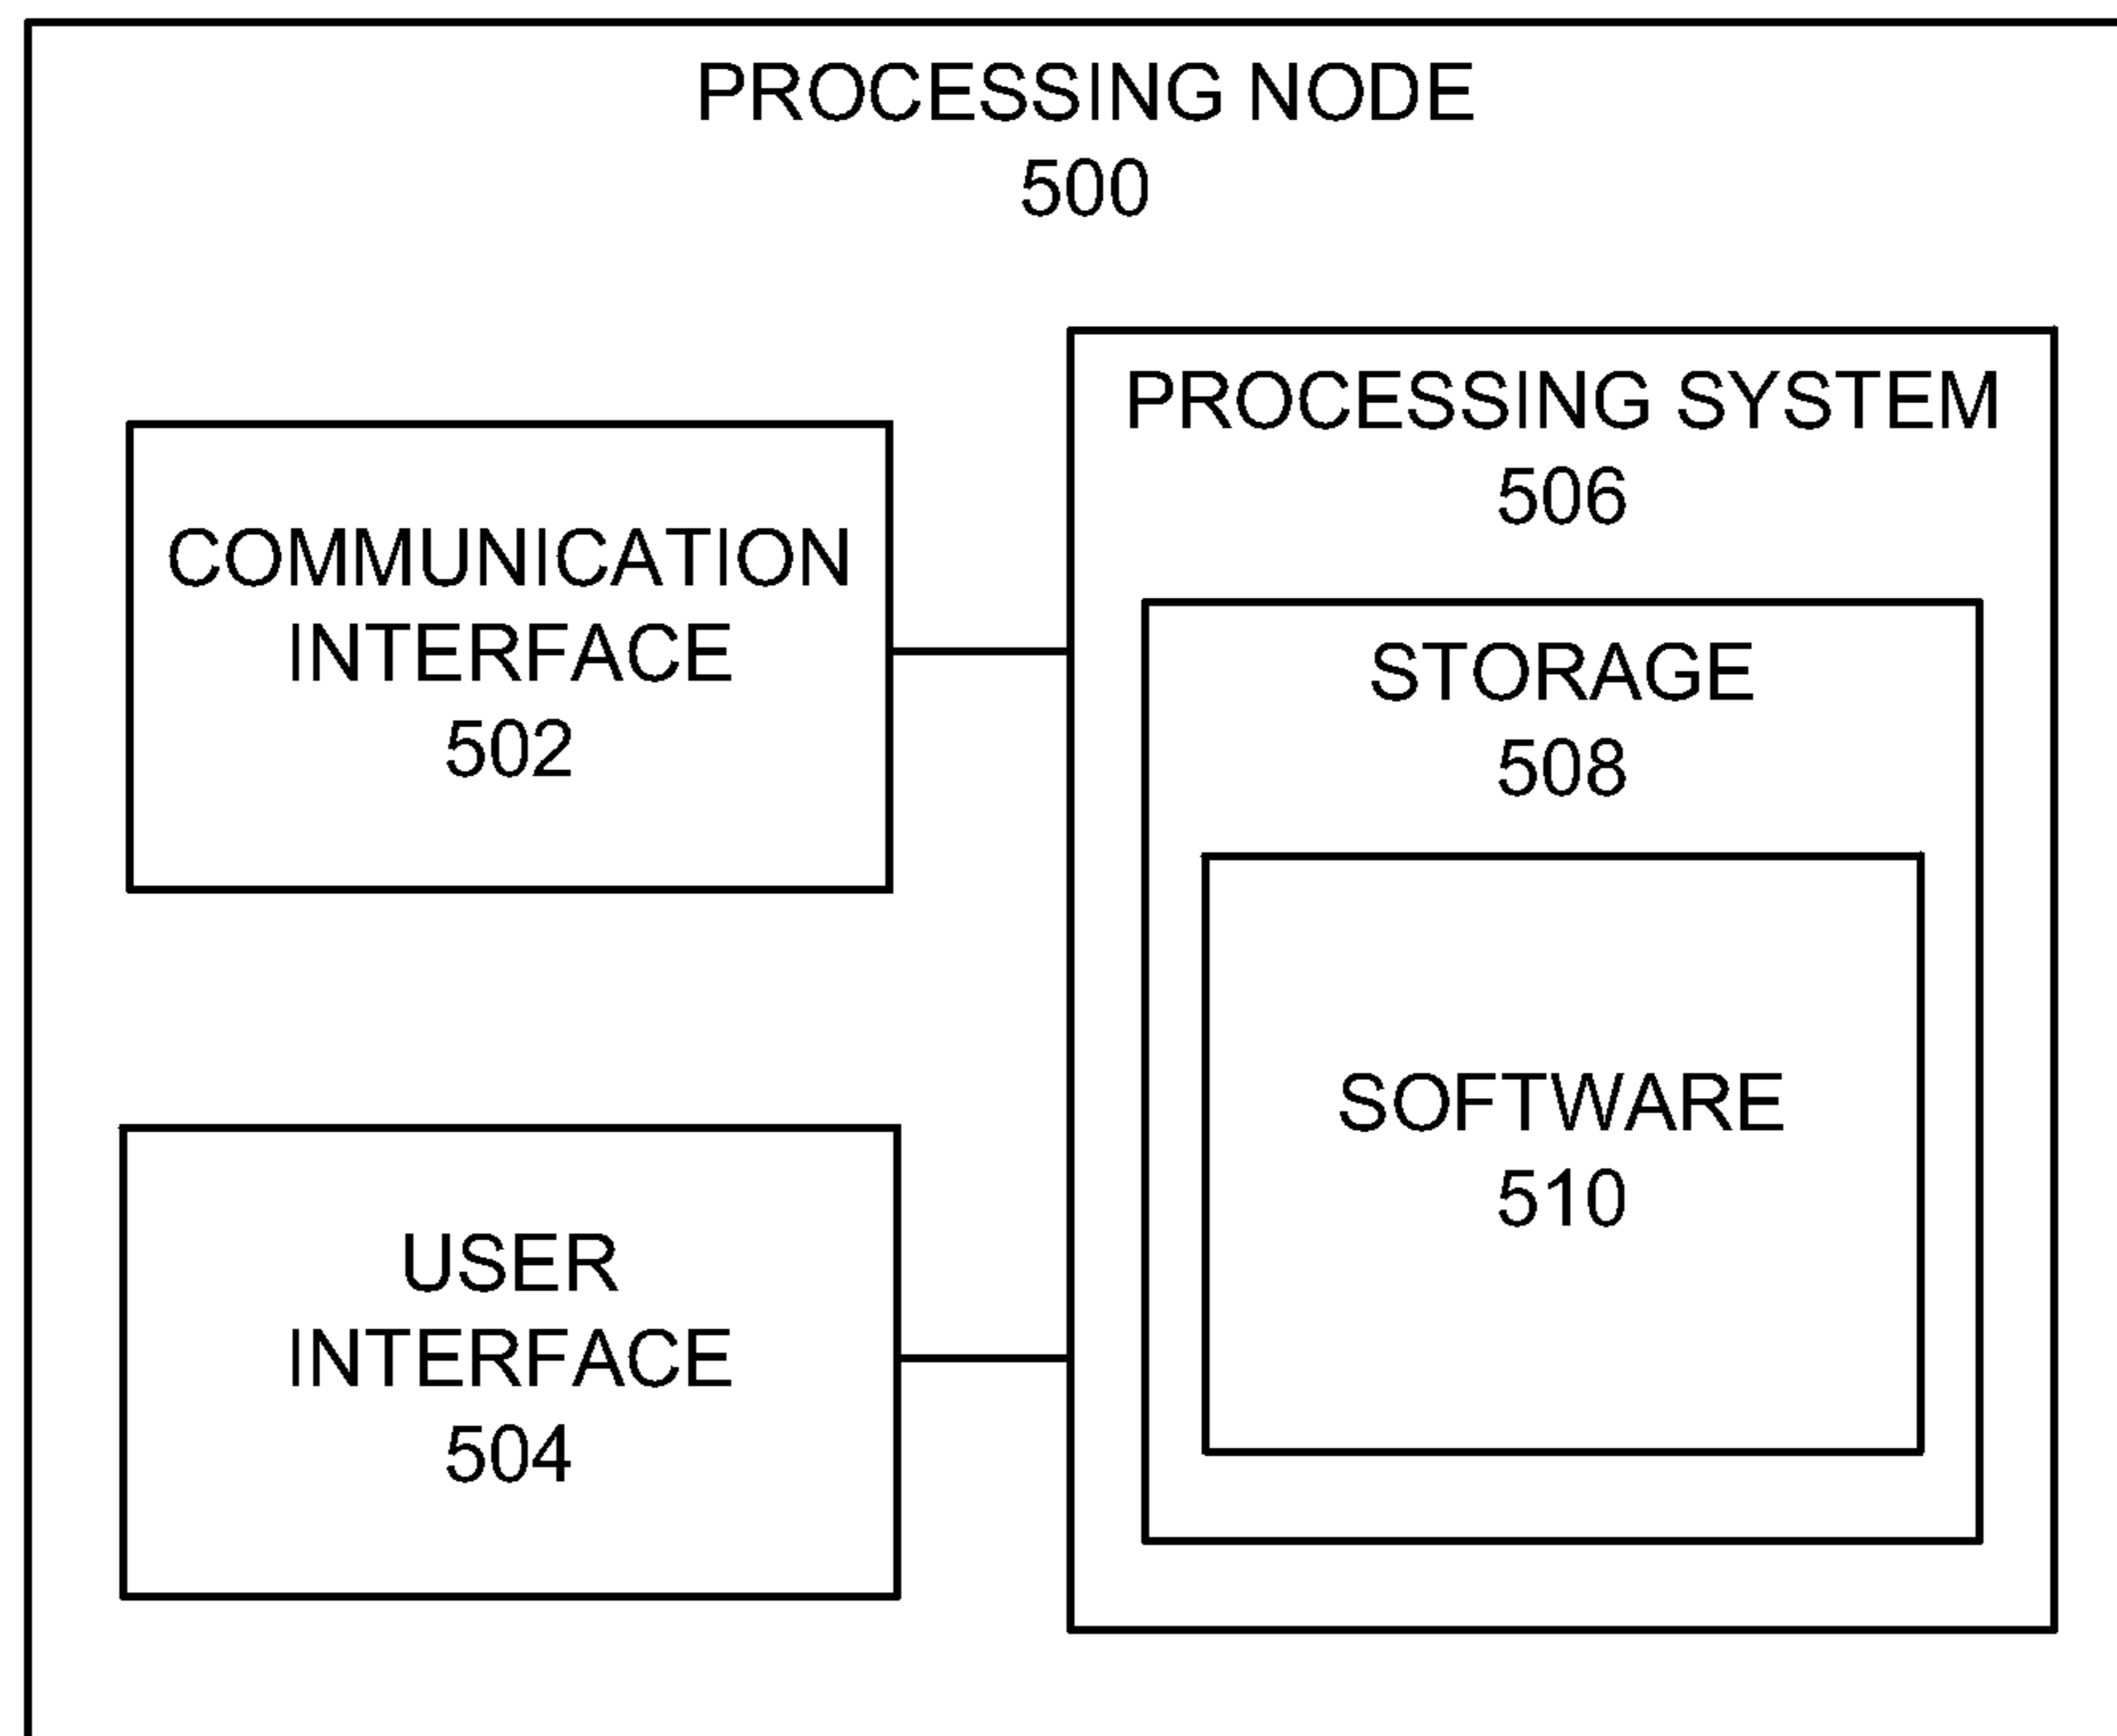 PROCESSING NODE
500
PROCESSING SYSTEM
506
COMMUNICATION
INTERFACE
502
STORAGE
508
SOFTWARE
510
USER
INTERFACE
504